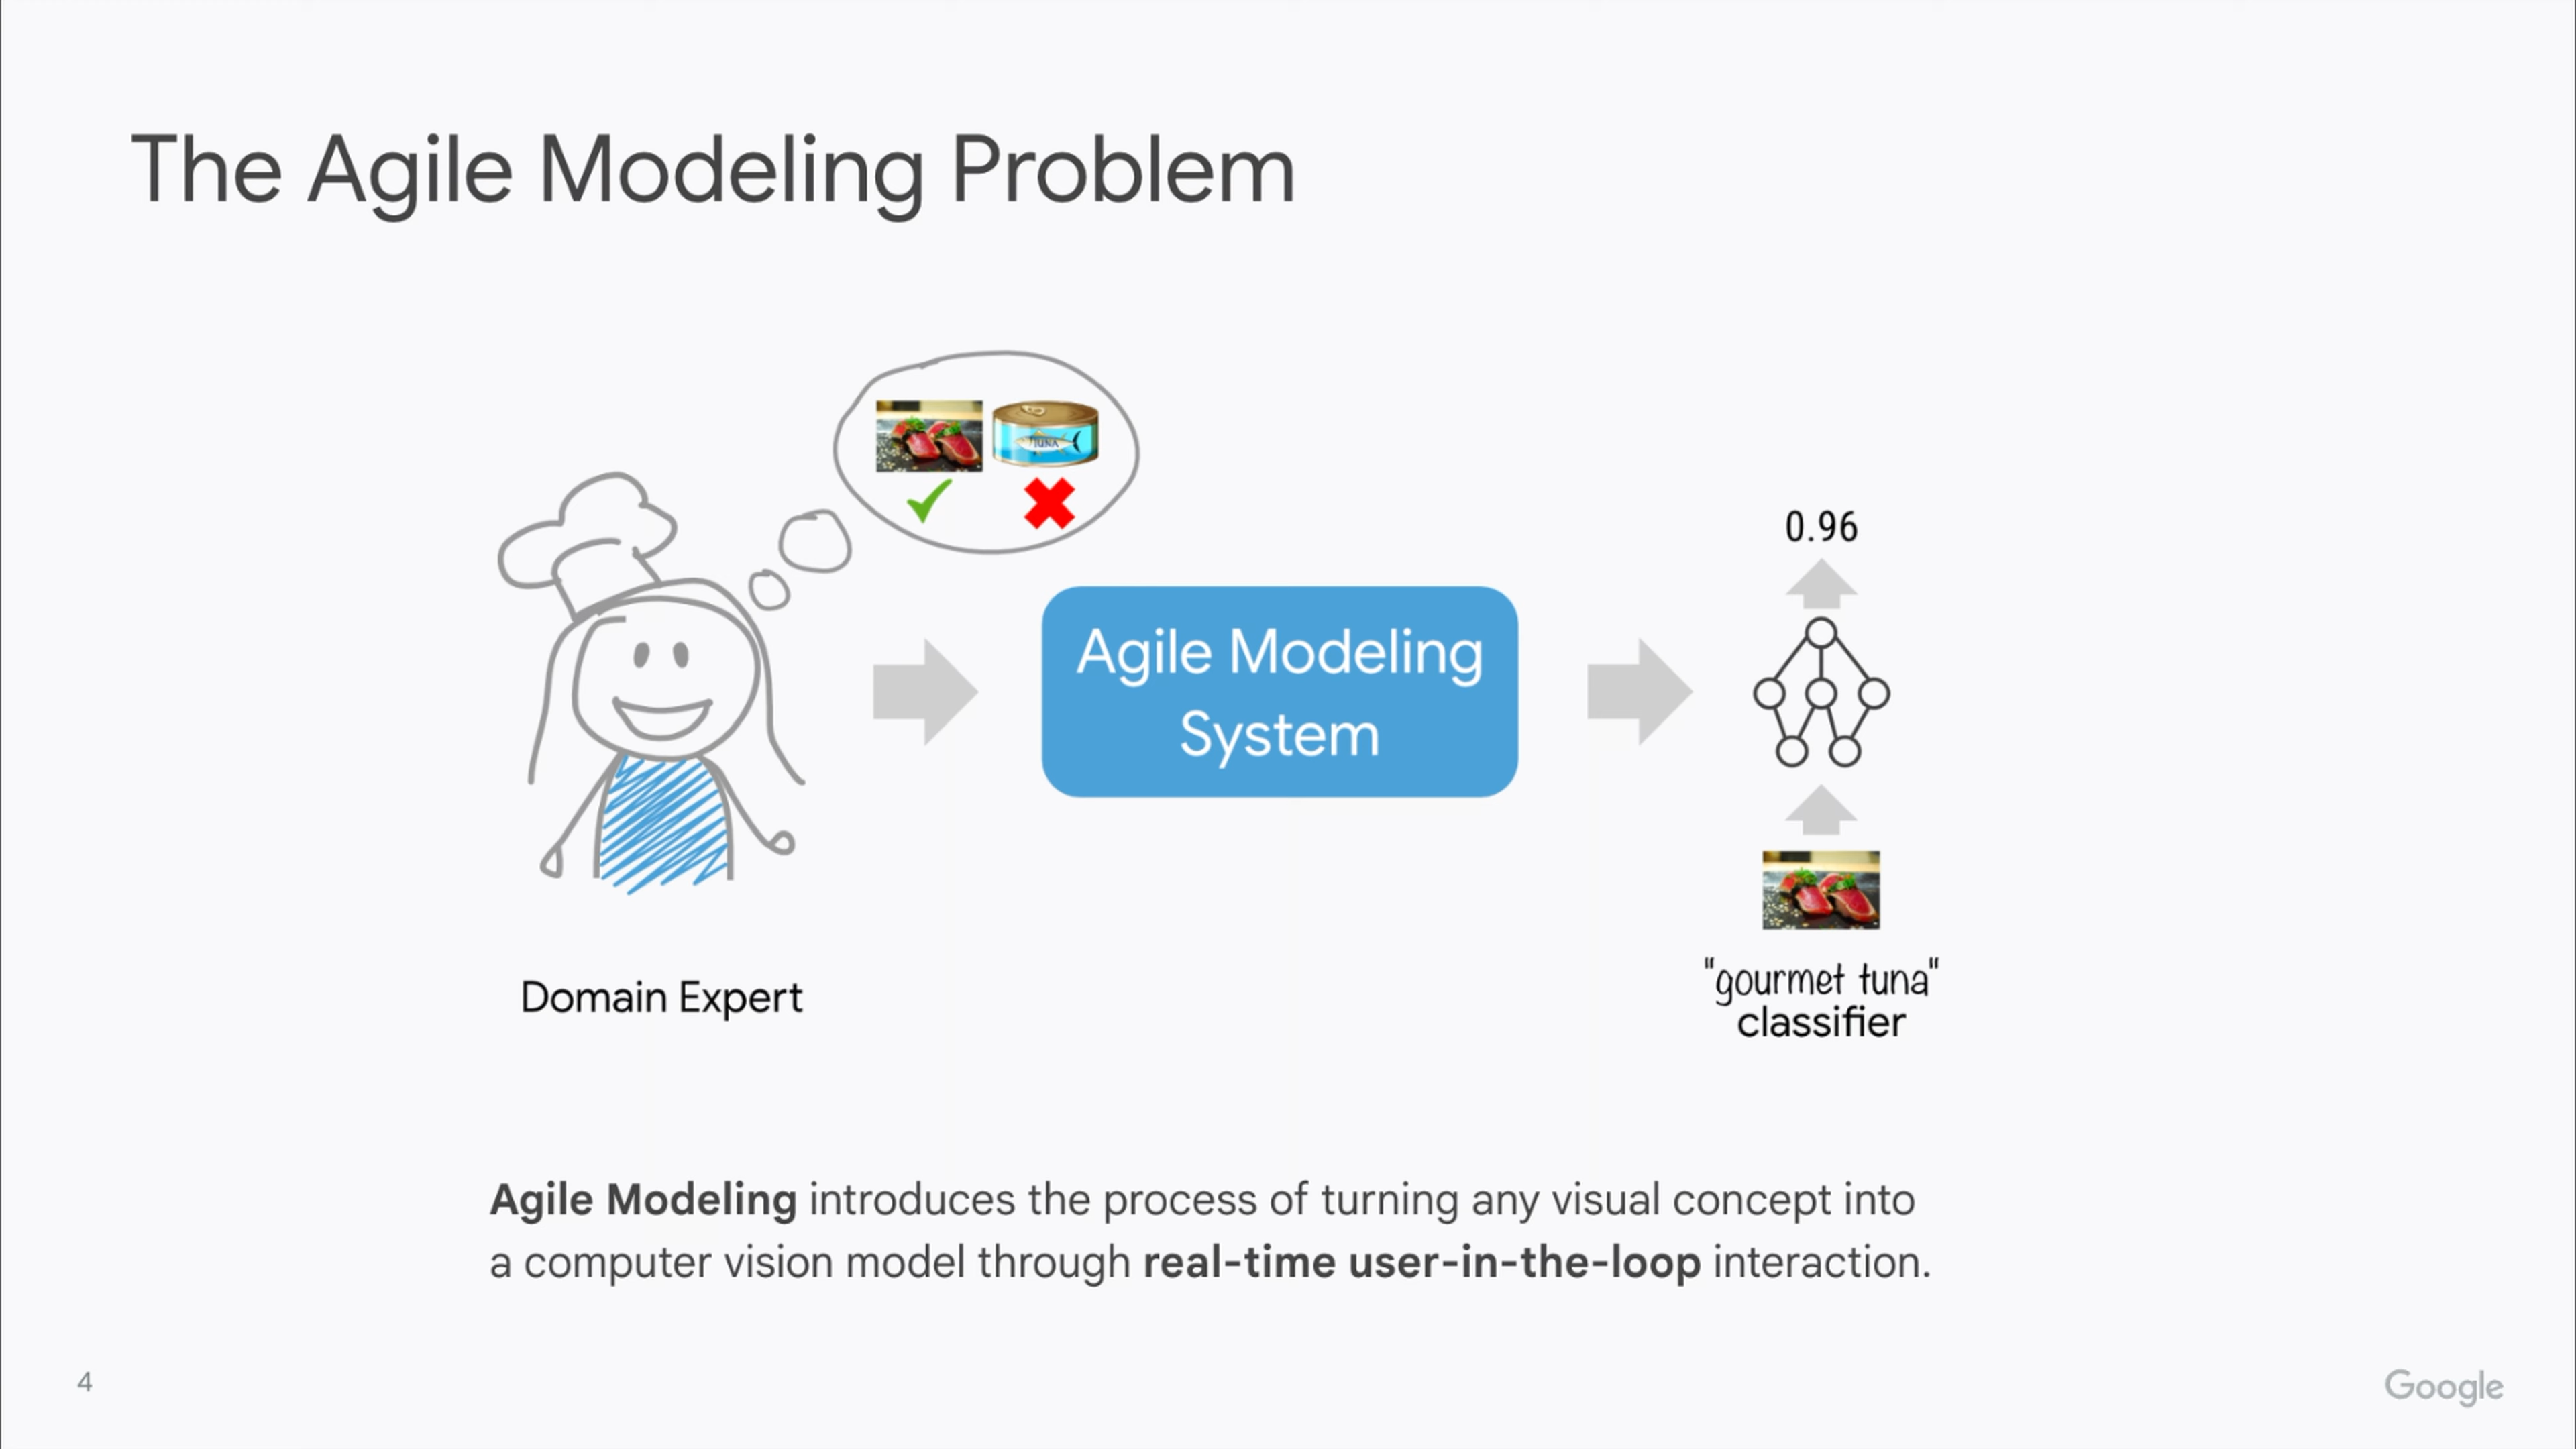 The Agile Modeling Problem
TUNA
0.96
Agile Modeling
System
Domain Expert
"gourmet tuna"
classifier
Agile Modeling introduces the process of turning any visual concept into
a computer vision model through real-time user-in-the-loop interaction.
4
Google